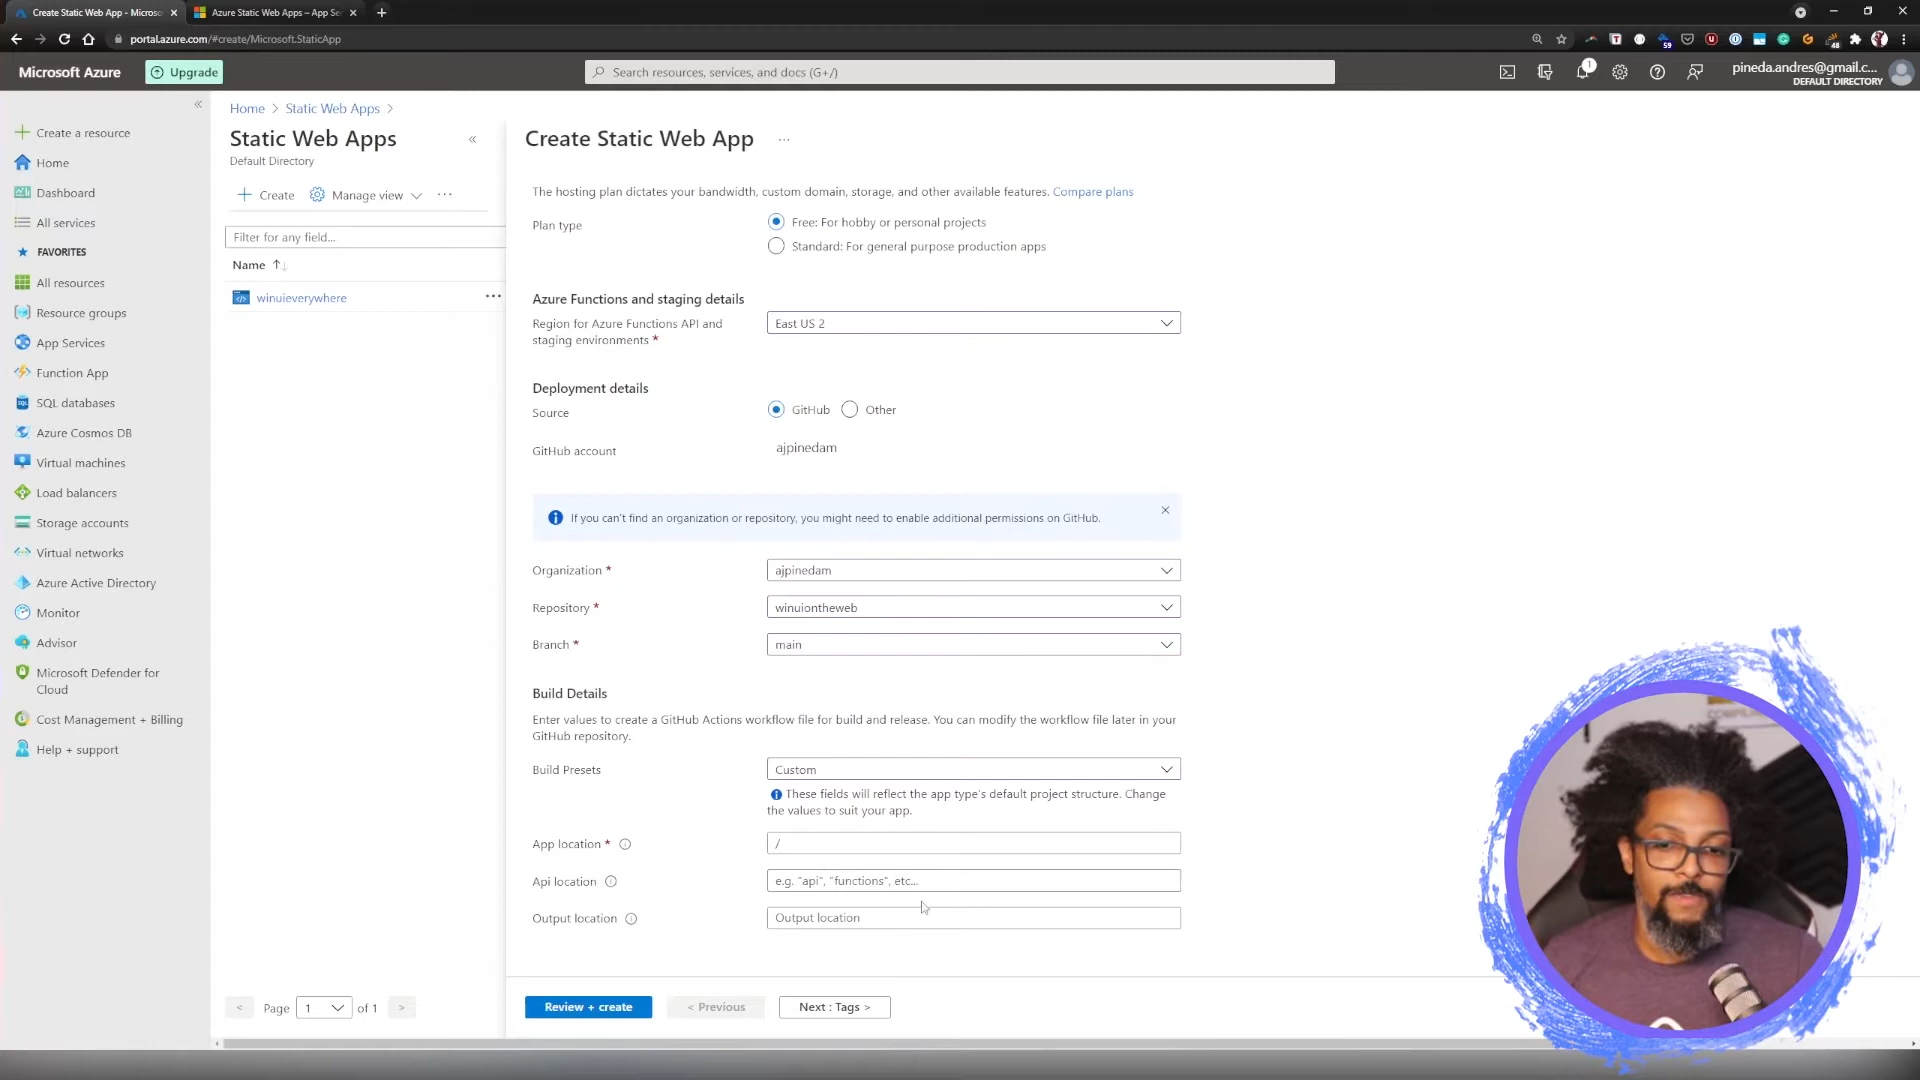 Create Static Web App - Microso
Azure Static Web Apps – App Se
portal.azure.com/#create/Microsoft.StaticApp
59
48
Microsoft Azure
Upgrade
Search resources, services, and docs (G+/)
1
pineda.andres@gmail.c...
DEFAULT DIRECTORY
Create a resource
Home
Dashboard
All services
FAVORITES
All resources
Resource groups
App Services
Function App
SQL databases
Azure Cosmos DB
Virtual machines
Load balancers
Storage accounts
Virtual networks
Azure Active Directory
Monitor
Advisor
Microsoft Defender for
Cloud
Cost Management + Billing
Help + support
Home > Static Web Apps >
Static Web Apps
Default Directory
Create
Manage view
Filter for any field...
Name
winuieverywhere
< Page 1 of 1 >
Create Static Web App
The hosting plan dictates your bandwidth, custom domain, storage, and other available features. Compare plans
Plan type
Free: For hobby or personal projects
Standard: For general purpose production apps
Azure Functions and staging details
Region for Azure Functions API and
staging environments *
East US 2
Deployment details
Source
GitHub
Other
GitHub account
ajpinedam
If you can't find an organization or repository, you might need to enable additional permissions on GitHub.
Organization *
ajpinedam
Repository *
winuiontheweb
Branch *
main
Build Details
Enter values to create a GitHub Actions workflow file for build and release. You can modify the workflow file later in your
GitHub repository.
Build Presets
Custom
These fields will reflect the app type's default project structure. Change
the values to suit your app.
App location *
/
Api location
e.g. "api", "functions", etc...
Output location
Output location
Review + create
< Previous
Next : Tags >